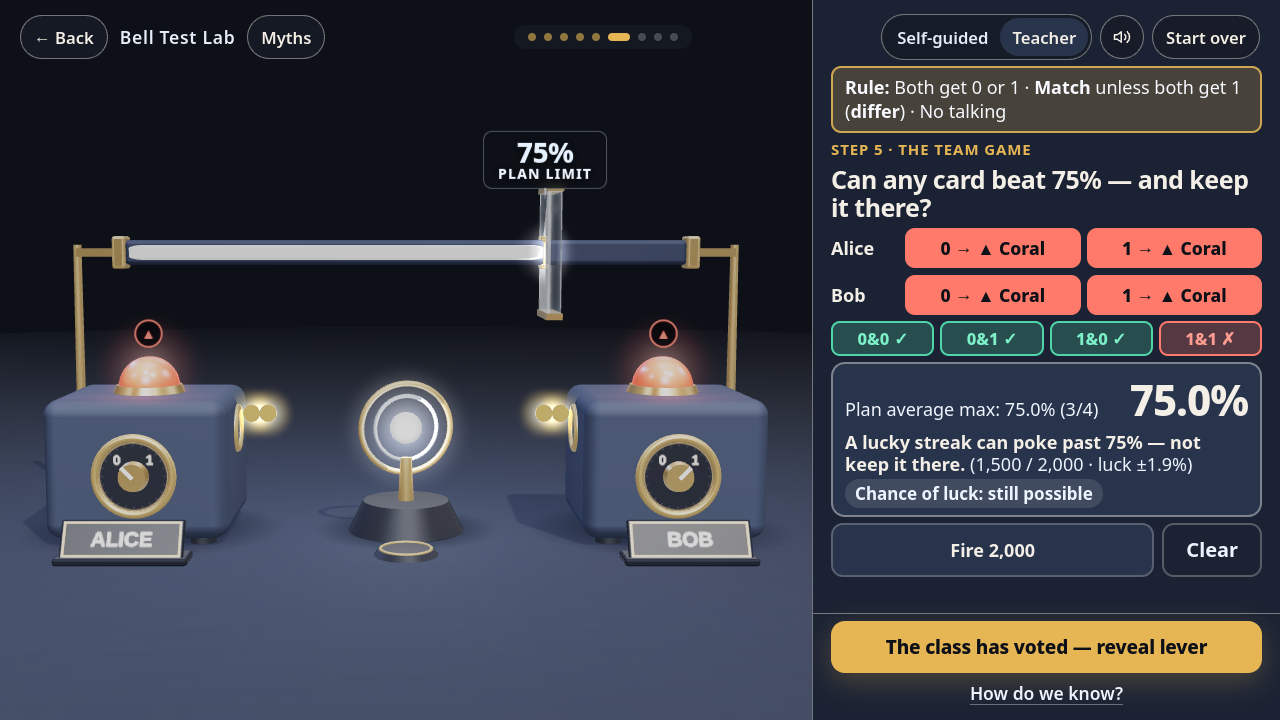 ← Back
Bell Test Lab
Myths
Self-guided
Teacher
Start over
75%
PLAN LIMIT
0 1
ALICE
0 1
BOB
Rule: Both get 0 or 1 · Match unless both get 1
(differ) · No talking
STEP 5 · THE TEAM GAME
Can any card beat 75% — and keep
it there?
Alice
0 → ▲ Coral
1 → ▲ Coral
Bob
0 → ▲ Coral
1 → ▲ Coral
0&0 ✓
0&1 ✓
1&0 ✓
1&1 ✗
Plan average max: 75.0% (3/4)
75.0%
A lucky streak can poke past 75% — not
keep it there. (1,500 / 2,000 · luck ±1.9%)
Chance of luck: still possible
Fire 2,000
Clear
The class has voted — reveal lever
How do we know?